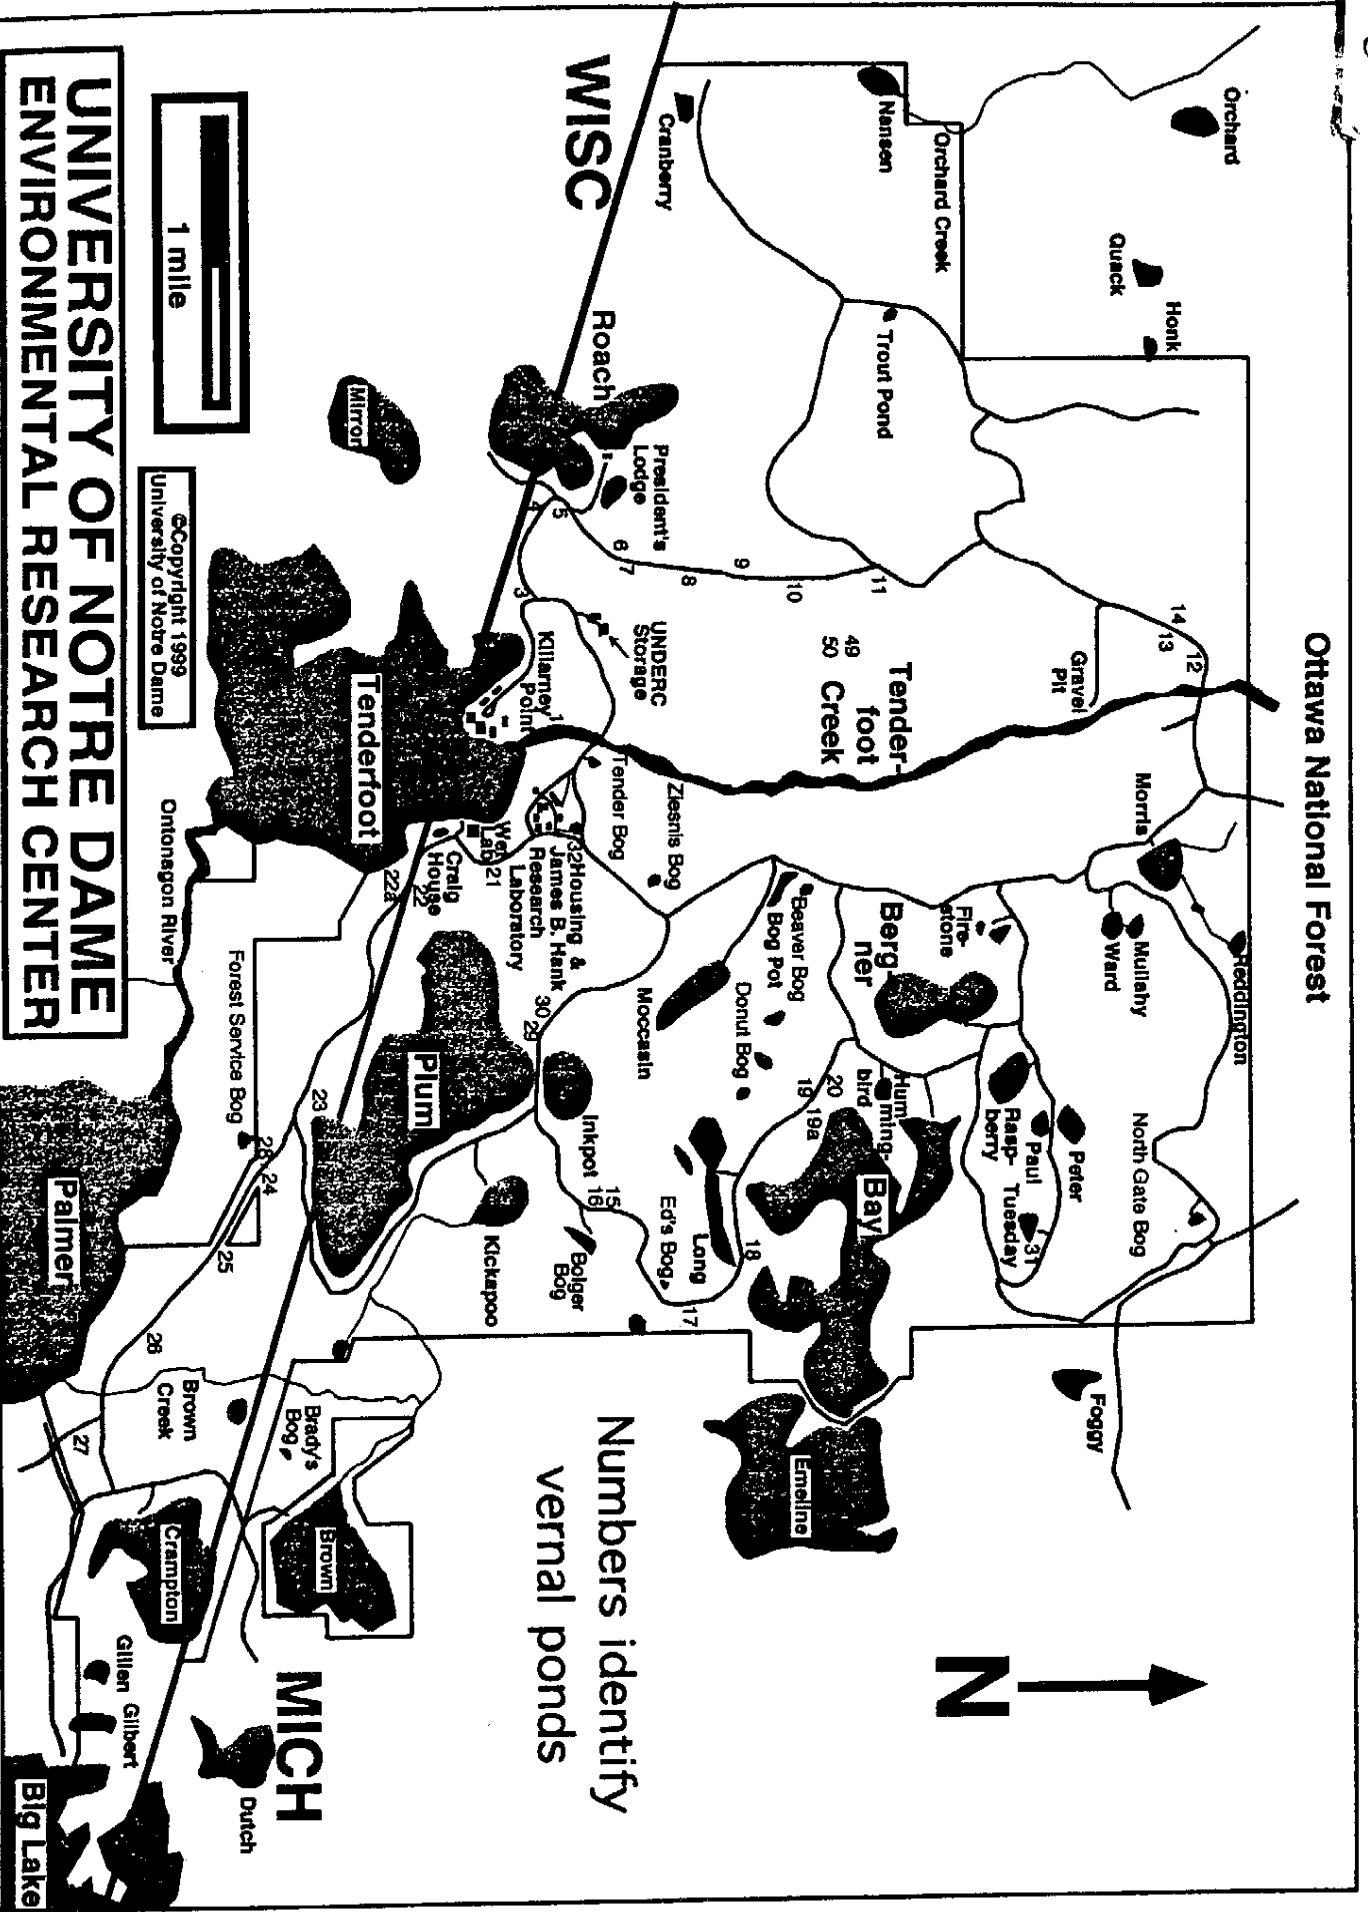 Ottawa National Forest
Orchard
Quack
Honk
Nansen
Orchard Creek
Trout Pond
Cranberry
WISC
Roach
President's
Lodge
Mirror
4
5
6
7
8
9
10
11
12
13
14
Gravel
Pit
49
50
Tender-
foot
Creek
UNDERC
Storage
3
Killarney
Point
1
Tender Bog
Ziesnis Bog
Morris
Mullahy
Ward
Reddington
North Gate Bog
Fire-
stone
Berg-
ner
Beaver Bog
Bog Pot
Donut Bog
Moccasin
Hum
ming-
bird
Rasp-
berry
Paul
Peter
Tuesday
31
20
19
19a
Bay
18
Long
Ed's Bog
17
15
16
Inkpot
Bolger
Bog
Kickapoo
30
29
32
Housing &
James B. Hank
Research
Laboratory
Wet
Lab
21
Craig
House
22
22a
Tenderfoot
Plum
23
Ontonagon River
Forest Service Bog
28
24
25
26
27
Palmer
Brown
Creek
Brady's
Bog
Brown
Crampton
Emeline
Foggy
Numbers identify
vernal ponds
N
MICH
Dutch
Gillen
Gilbert
Big Lake
1 mile
©Copyright 1999
University of Notre Dame
UNIVERSITY OF NOTRE DAME
ENVIRONMENTAL RESEARCH CENTER